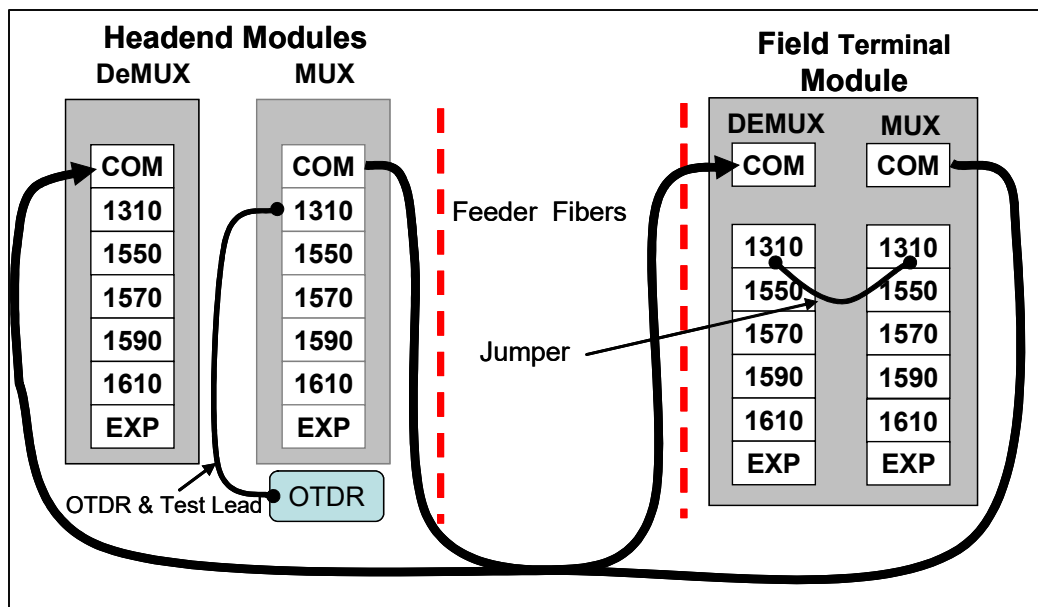 Headend Modules
DeMUX
MUX
COM
1310
1550
1570
1590
1610
EXP
COM
1310
1550
1570
1590
1610
EXP
OTDR & Test Lead
OTDR
Feeder Fibers
Jumper
Field Terminal
Module
DEMUX
MUX
COM
COM
1310
1550
1570
1590
1610
EXP
1310
1550
1570
1590
1610
EXP